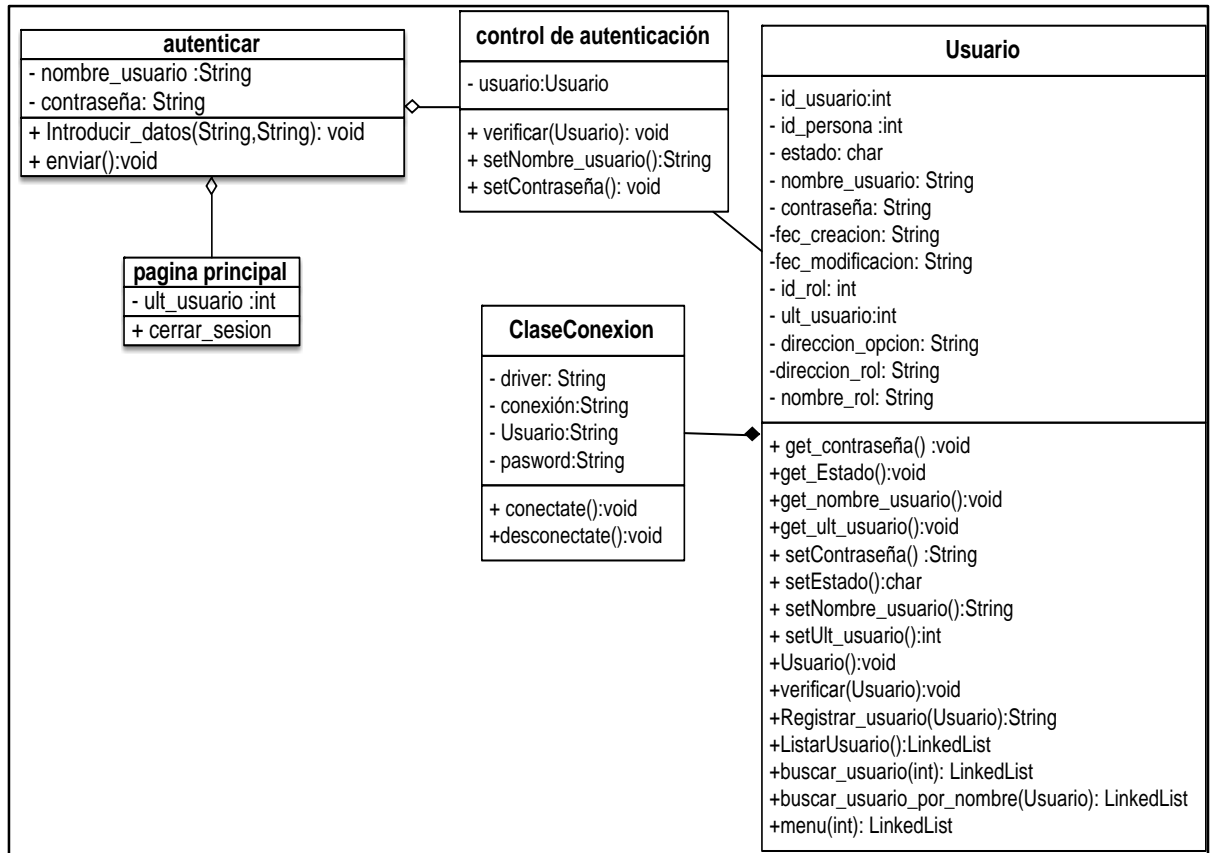 autenticar
- nombre_usuario :String
- contraseña: String
+ Introducir_datos(String,String): void
+ enviar():void
pagina principal
- ult_usuario :int
+ cerrar_sesion
control de autenticación
- usuario:Usuario
+ verificar(Usuario): void
+ setNombre_usuario():String
+ setContraseña(): void
ClaseConexion
- driver: String
- conexión:String
- Usuario:String
- pasword:String
+ conectate():void
+desconectate():void
Usuario
- id_usuario:int
- id_persona :int
- estado: char
- nombre_usuario: String
- contraseña: String
-fec_creacion: String
-fec_modificacion: String
- id_rol: int
- ult_usuario:int
- direccion_opcion: String
-direccion_rol: String
- nombre_rol: String
+ get_contraseña() :void
+get_Estado():void
+get_nombre_usuario():void
+get_ult_usuario():void
+ setContraseña() :String
+ setEstado():char
+ setNombre_usuario():String
+ setUlt_usuario():int
+Usuario():void
+verificar(Usuario):void
+Registrar_usuario(Usuario):String
+ListarUsuario():LinkedList
+buscar_usuario(int): LinkedList
+buscar_usuario_por_nombre(Usuario): LinkedList
+menu(int): LinkedList